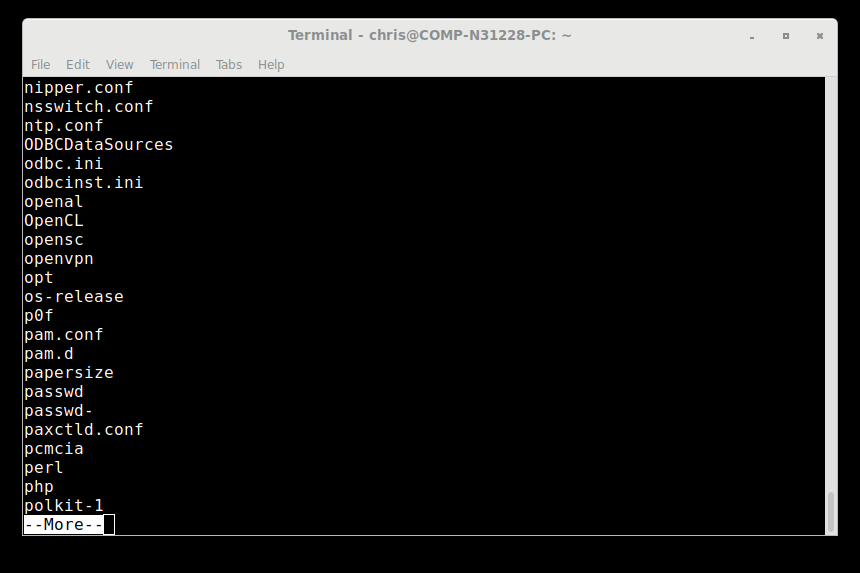 Terminal - chris@COMP-N31228-PC: ~
File Edit View Terminal Tabs Help
nipper.conf
nsswitch.conf
ntp.conf
ODBCDataSources
odbc.ini
odbcinst.ini
openal
OpenCL
opensc
openvpn
opt
os-release
p0f
pam.conf
pam.d
papersize
passwd
passwd-
paxctld.conf
pcmcia
perl
php
polkit-1
--More--